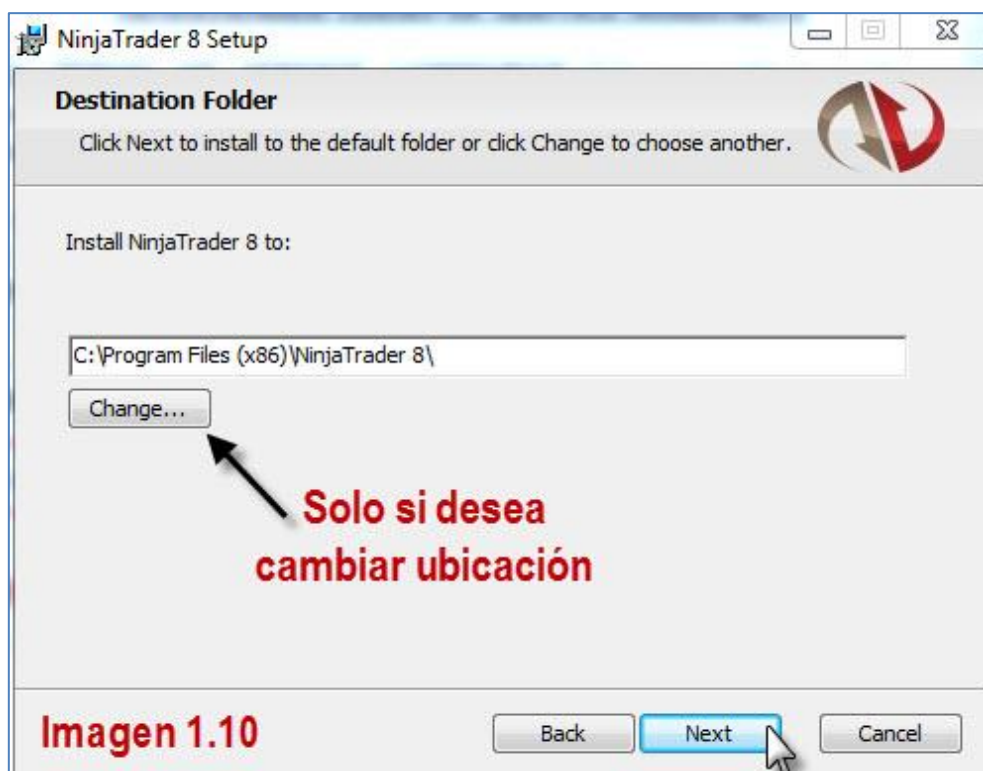 NinjaTrader 8 Setup
Destination Folder
Click Next to install to the default folder or click Change to choose another.
Install NinjaTrader 8 to:
C:\Program Files (x86)\NinjaTrader 8\
Change...
Solo si desea
cambiar ubicación
Imagen 1.10
Back Next Cancel